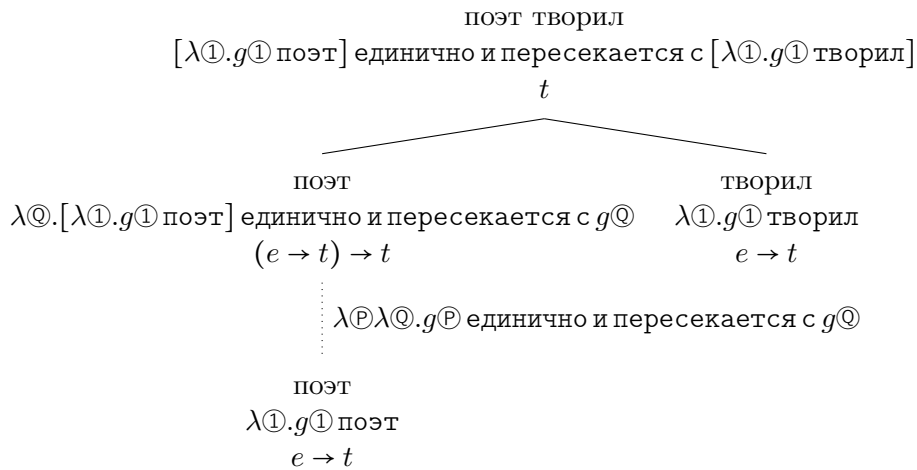 поэт творил
[λ①.g① поэт] единично и пересекается с [λ①.g① творил]
t
поэт творил
λⓆ.[λ①.g① поэт] единично и пересекается с gⓆ λ①.g① творил
(e → t) → t e → t
λⓅλⓆ.gⓅ единично и пересекается с gⓆ
поэт
λ①.g① поэт
e → t